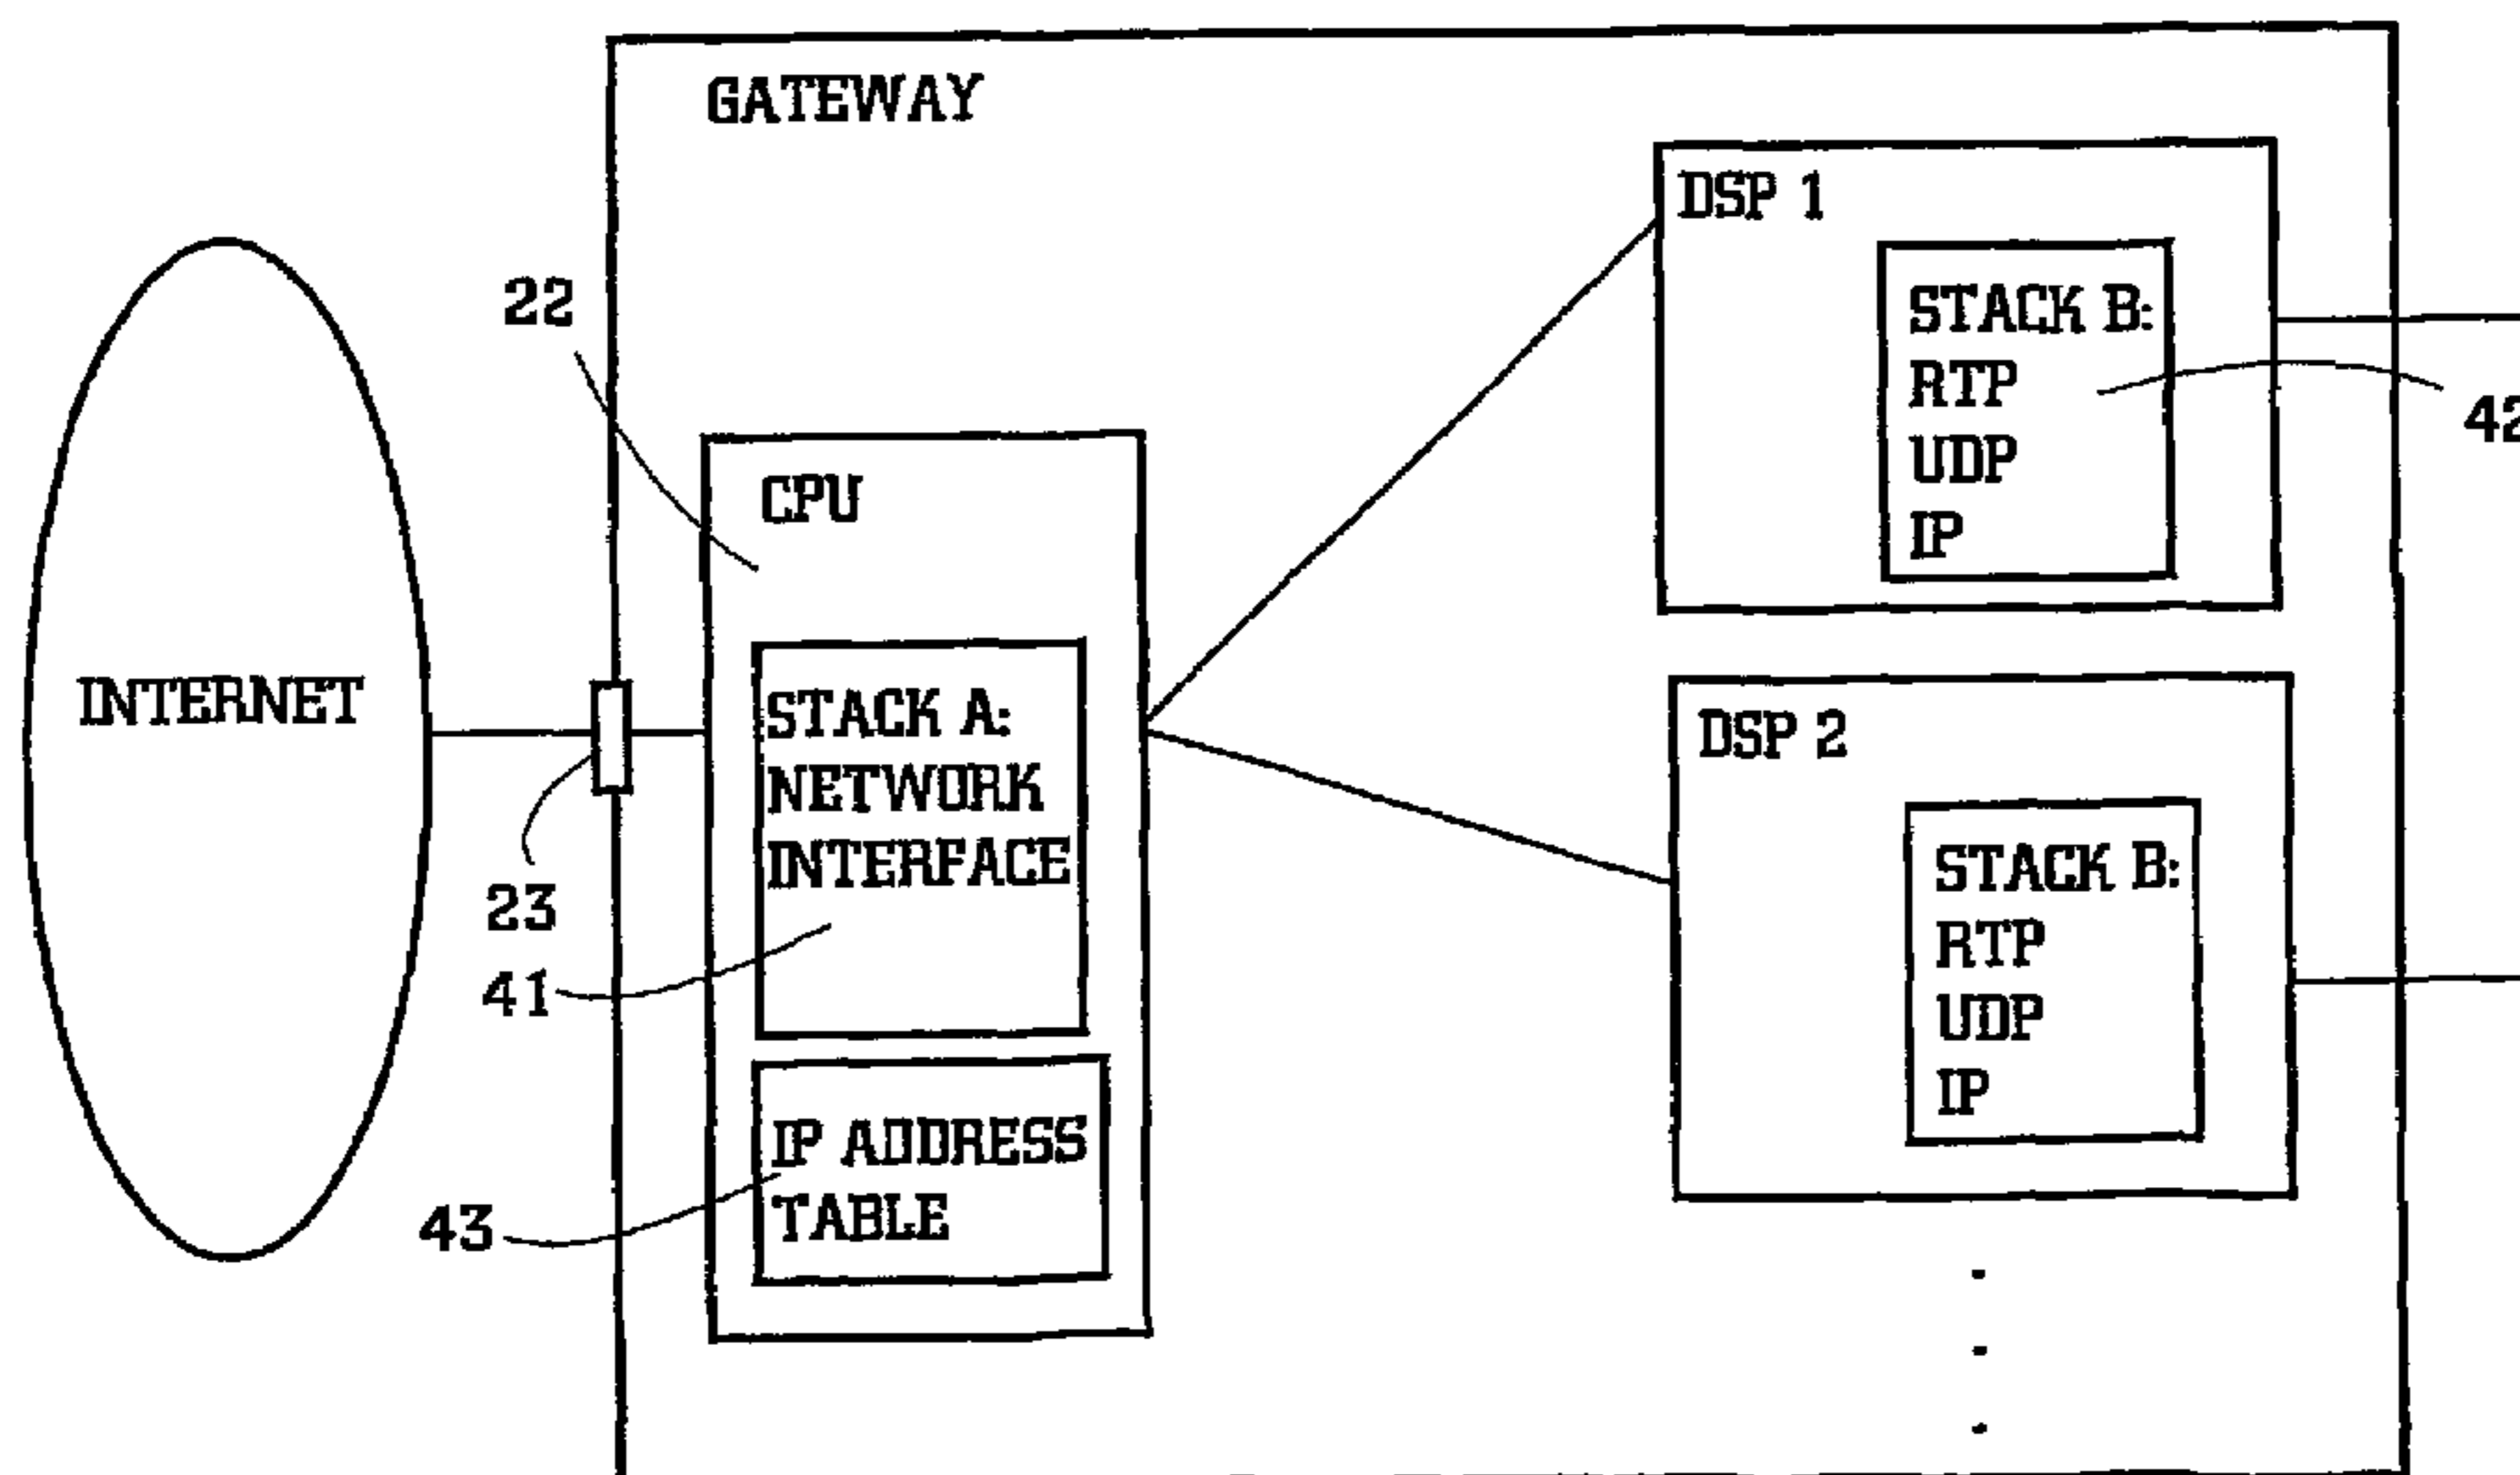 GATEWAY
DSP 1
22
STACK B:
RTP
UDP
IP
42
CPU
INTERNET
STACK A:
NETWORK
INTERFACE
DSP 2
23
41
STACK B:
RTP
UDP
IP
IP ADDRESS
TABLE
43